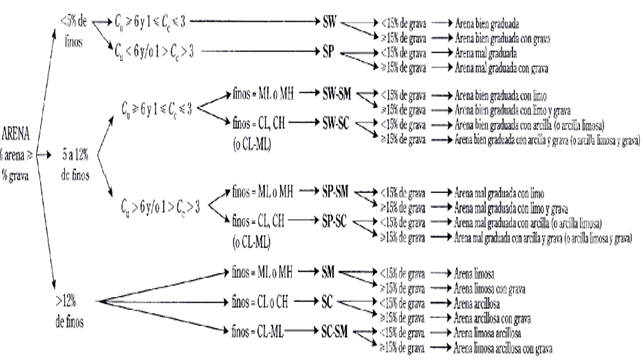 <5% de finos
Cu ⩾ 6 y 1 ⩽ Cc ⩽ 3
SW
<15% de grava
Arena bien graduada
⩾15% de grava
Arena bien graduada con grava
Cu < 6 y/o 1 > Cc > 3
SP
<15% de grava
Arena mal graduada
⩾15% de grava
Arena mal graduada con grava
ARENA
% arena ⩾
% grava
5 a 12%
de finos
Cu ⩾ 6 y 1 ⩽ Cc ⩽ 3
finos = ML o MH
SW-SM
<15% de grava
Arena bien graduada con limo
⩾15% de grava
Arena bien graduada con limo y grava
finos = CL, CH
(o CL-ML)
SW-SC
<15% de grava
Arena bien graduada con arcilla (o arcilla limosa)
⩾15% de grava
Arena bien graduada con arcilla y grava (o arcilla limosa y grava)
Cu > 6 y/o 1 > Cc > 3
finos = ML o MH
SP-SM
<15% de grava
Arena mal graduada con limo
⩾15% de grava
Arena mal graduada con limo y grava
finos = CL, CH
(o CL-ML)
SP-SC
<15% de grava
Arena mal graduada con arcilla (o arcilla limosa)
⩾15% de grava
Arena mal graduada con arcilla y grava (o arcilla limosa y grava)
>12%
de finos
finos = ML o MH
SM
<15% de grava
Arena limosa
⩾15% de grava
Arena limosa con grava
finos = CL o CH
SC
<15% de grava
Arena arcillosa
⩾15% de grava
Arena arcillosa con grava
finos = CL-ML
SC-SM
<15% de grava
Arena limosa arcillosa
⩾15% de grava
Arena limosa arcillosa con grava